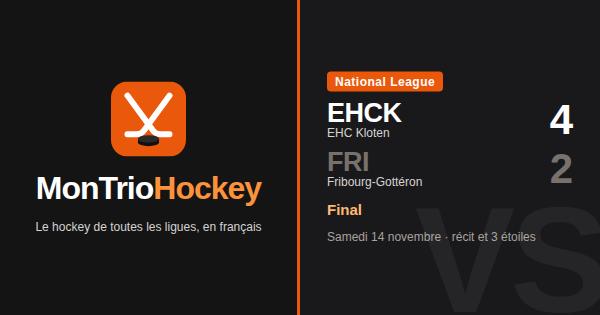 MonTrioHockey
Le hockey de toutes les ligues, en français
National League
EHCK 4
EHC Kloten
FRI 2
Fribourg-Gottéron
Final
Samedi 14 novembre · récit et 3 étoiles
VS